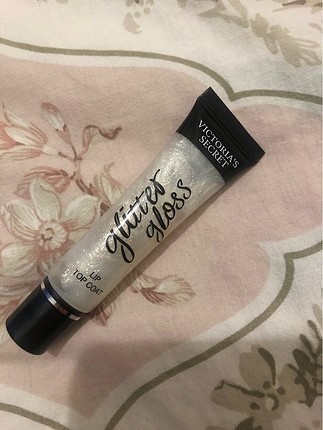 VICTORIA'S
SECRET
glitter
gloss
LIP
TOP COAT